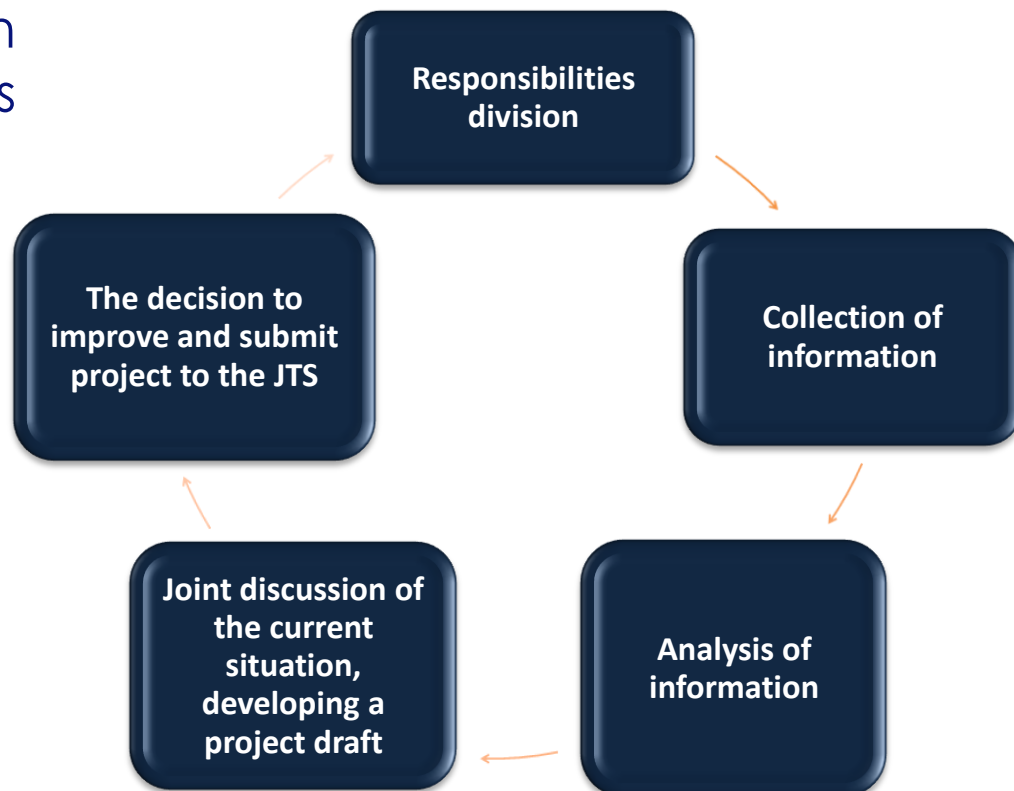 Responsibilities
division
Collection of
information
Analysis of
information
Joint discussion of
the current
situation,
developing a
project draft
The decision to
improve and submit
project to the JTS